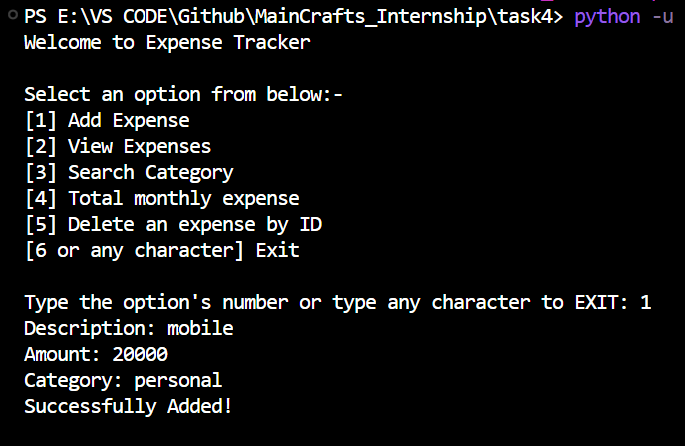 PS E:\VS CODE\Github\MainCrafts_Internship\task4> python -u
Welcome to Expense Tracker
Select an option from below:-
[1] Add Expense
[2] View Expenses
[3] Search Category
[4] Total monthly expense
[5] Delete an expense by ID
[6 or any character] Exit
Type the option's number or type any character to EXIT: 1
Description: mobile
Amount: 20000
Category: personal
Successfully Added!